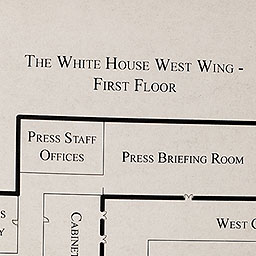 THE WHITE HOUSE WEST WING -
FIRST FLOOR
PRESS STAFF
OFFICES
PRESS BRIEFING ROOM
CABINET
WEST